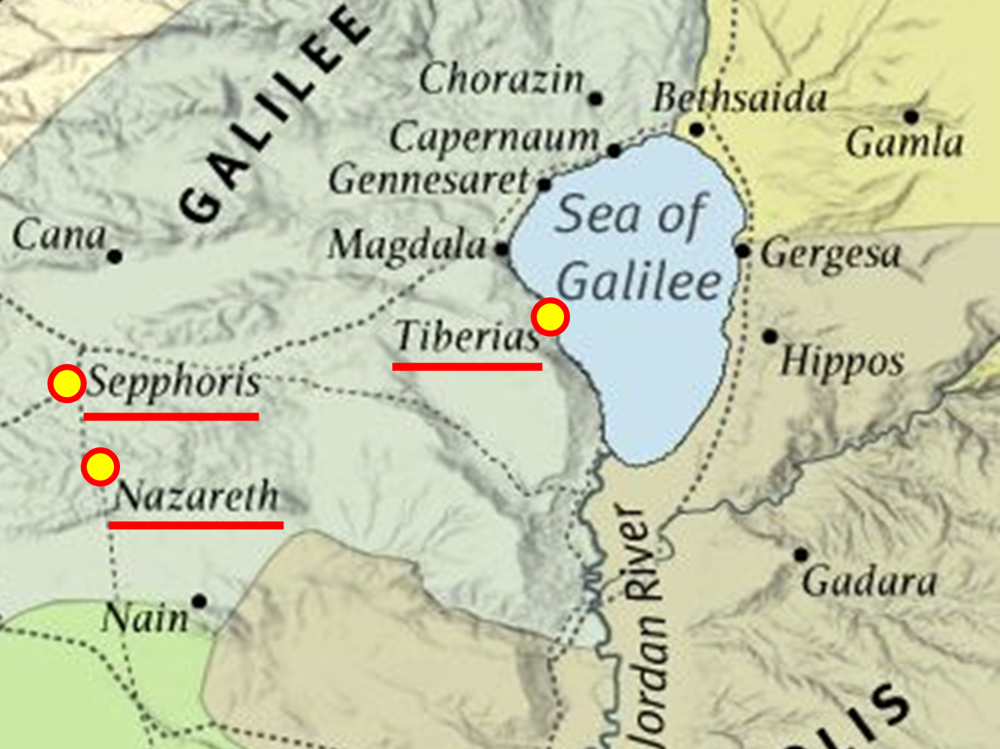 GALILEE
Chorazin
Bethsaida
Capernaum
Gamla
Gennesaret
Sea of
Galilee
Cana
Magdala
Gergesa
Tiberias
Hippos
Sepphoris
Nazareth
Jordan River
Gadara
Nain
OLIS